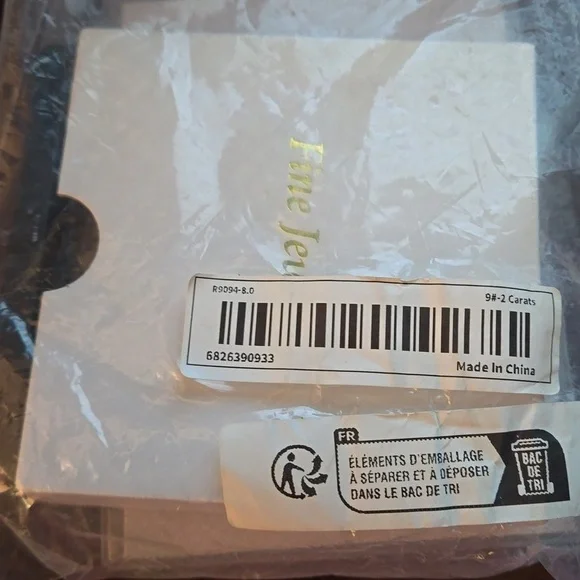 Fine
R9094-8.0
9#-2 Carats
6826390933
Made In China
FR
ÉLÉMENTS D'EMBALLAGE
À SÉPARER ET À DÉPOSER
DANS LE BAC DE TRI
BAC
DE
TRI